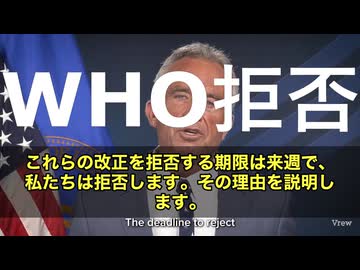 WHO拒否
これらの改正を拒否する期限は来週で、
私たちは拒否します。その理由を説明し
ます。
The deadline to reject
Vrew